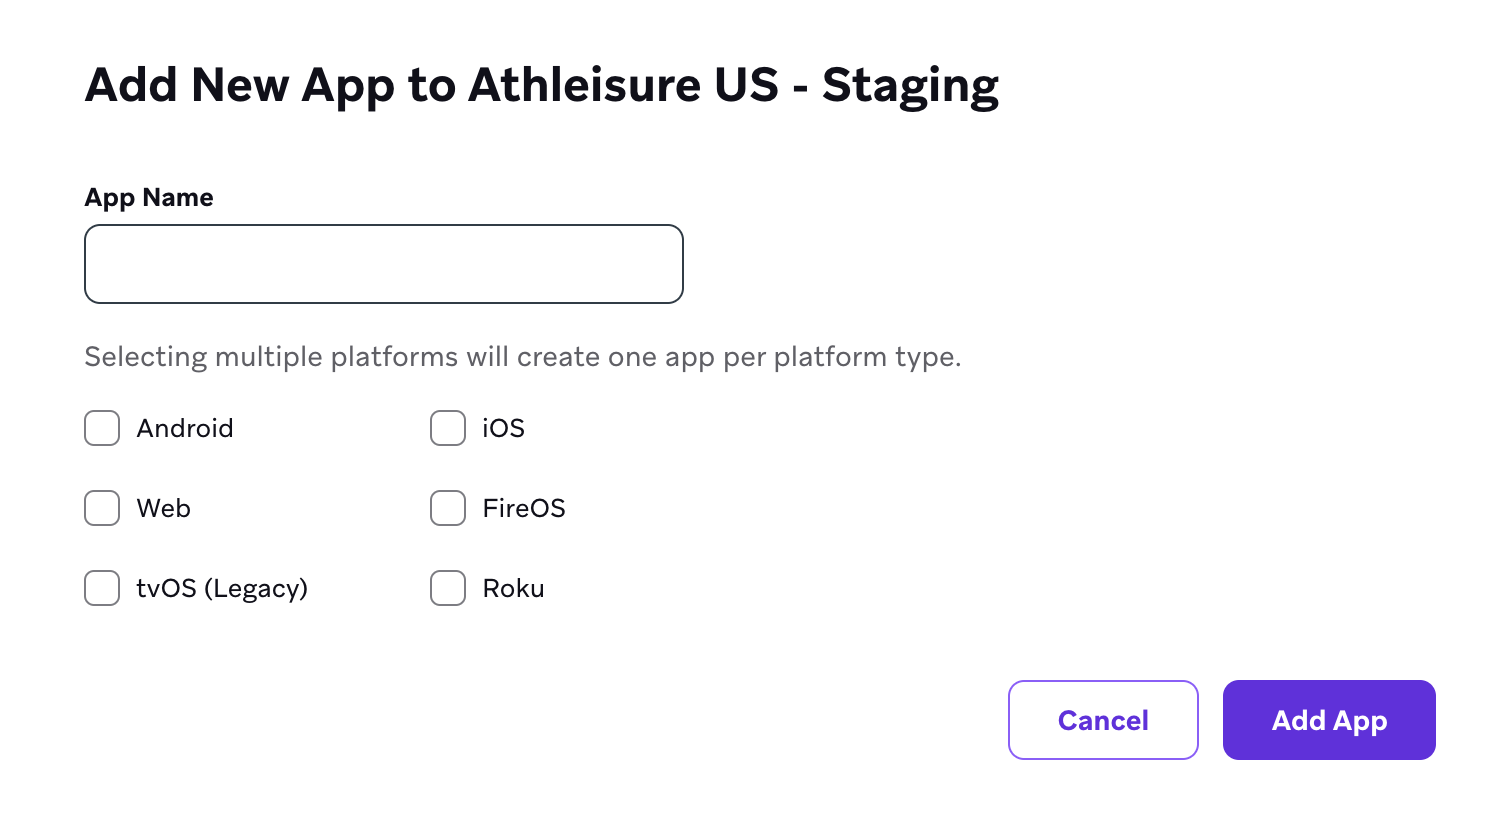 Add New App to Athleisure US - Staging
App Name
Selecting multiple platforms will create one app per platform type.
Android
iOS
Web
FireOS
tvOS (Legacy)
Roku
Cancel
Add App